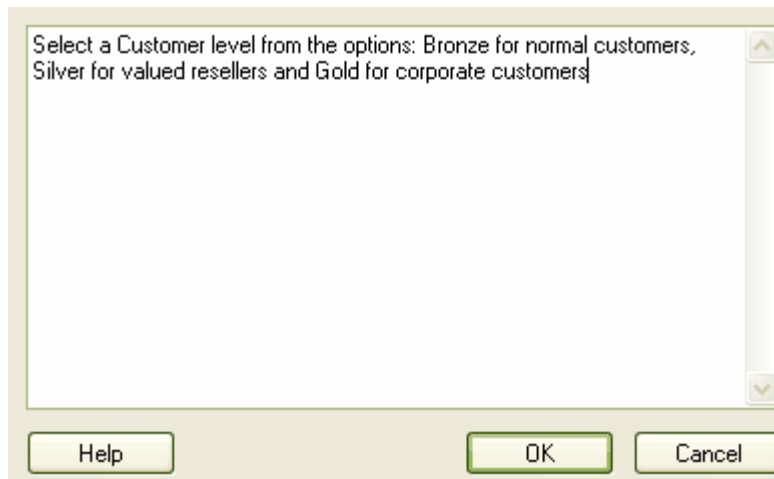 Select a Customer level from the options: Bronze for normal customers,
Silver for valued resellers and Gold for corporate customers
Help OK Cancel